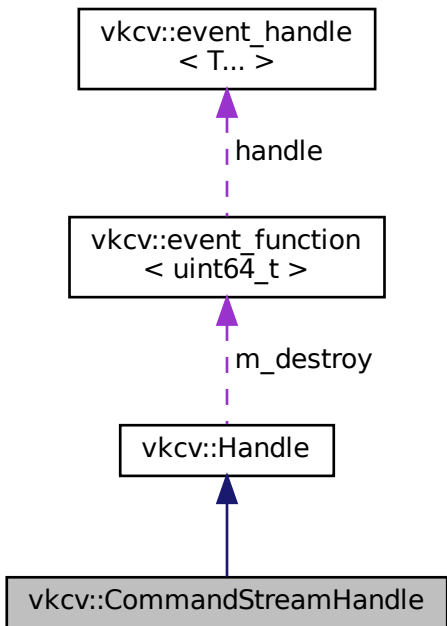 vkcv::event_handle
< T... >
handle
vkcv::event_function
< uint64_t >
m_destroy
vkcv::Handle
vkcv::CommandStreamHandle